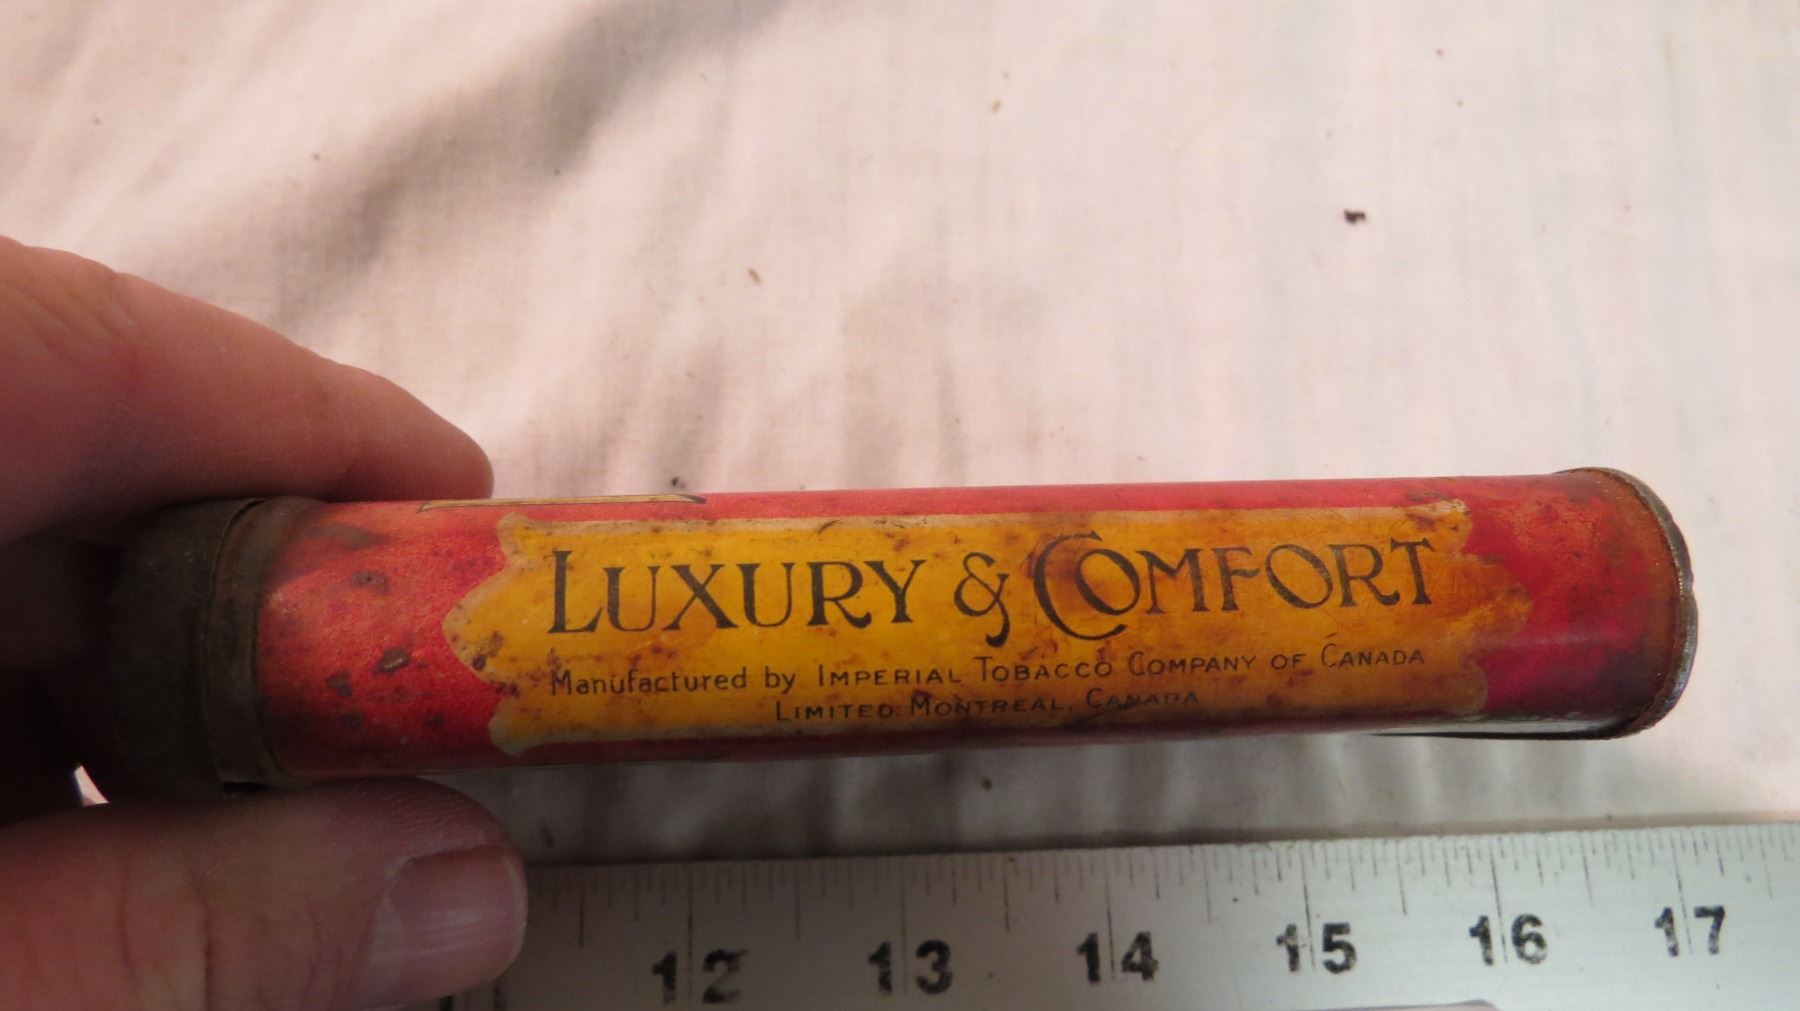 LUXURY & COMFORT
Manufactured by IMPERIAL TOBACCO COMPANY OF CANADA
LIMITED. MONTREAL, CANADA
12 13 14 15 16 17